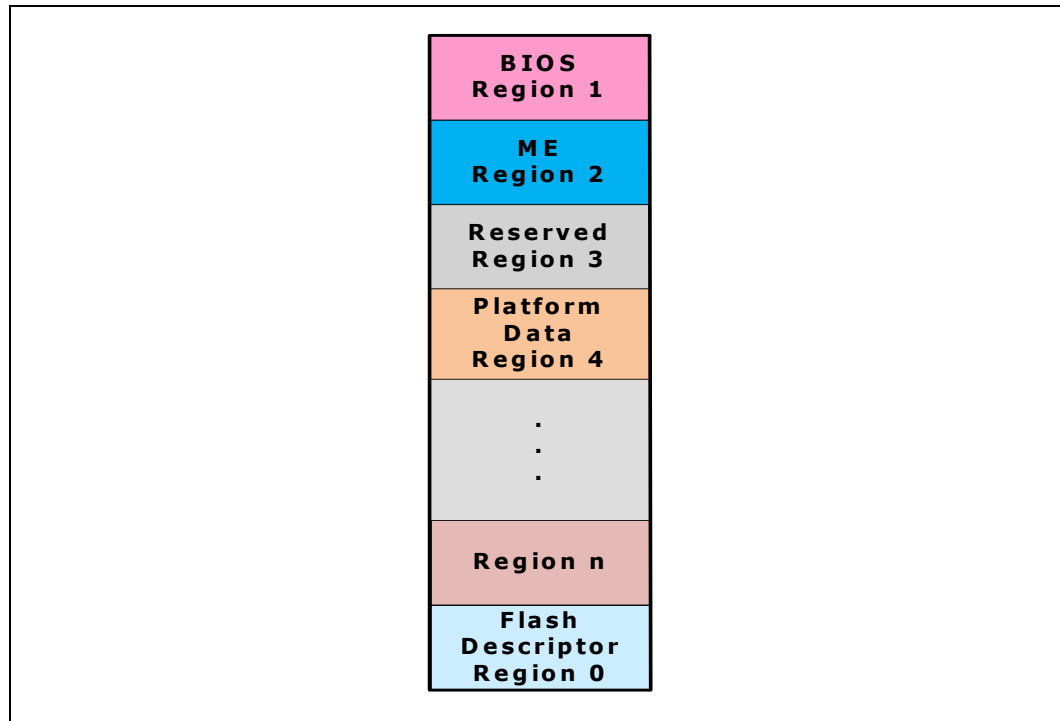 BIOS
Region 1
ME
Region 2
Reserved
Region 3
Platform
Data
Region 4
.
.
.
Region n
Flash
Descriptor
Region 0